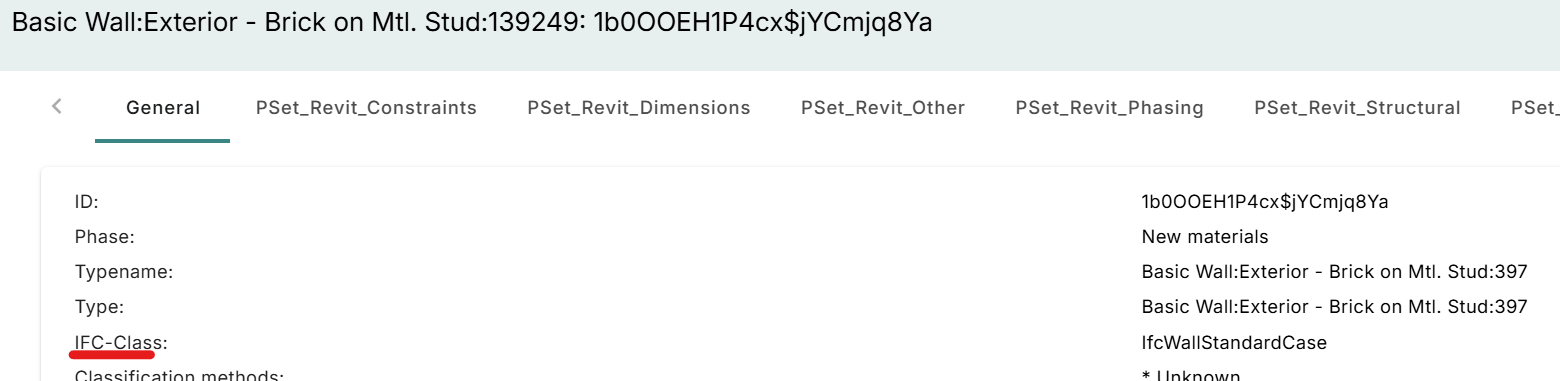 Basic Wall:Exterior - Brick on Mtl. Stud:139249: 1b0OOEH1P4cx$jYCmjq8Ya
General PSet_Revit_Constraints PSet_Revit_Dimensions PSet_Revit_Other PSet_Revit_Phasing PSet_Revit_Structural PSet_
ID: 1b0OOEH1P4cx$jYCmjq8Ya
Phase: New materials
Typename: Basic Wall:Exterior - Brick on Mtl. Stud:397
Type: Basic Wall:Exterior - Brick on Mtl. Stud:397
IFC-Class: IfcWallStandardCase
Classification methods: * Unknown